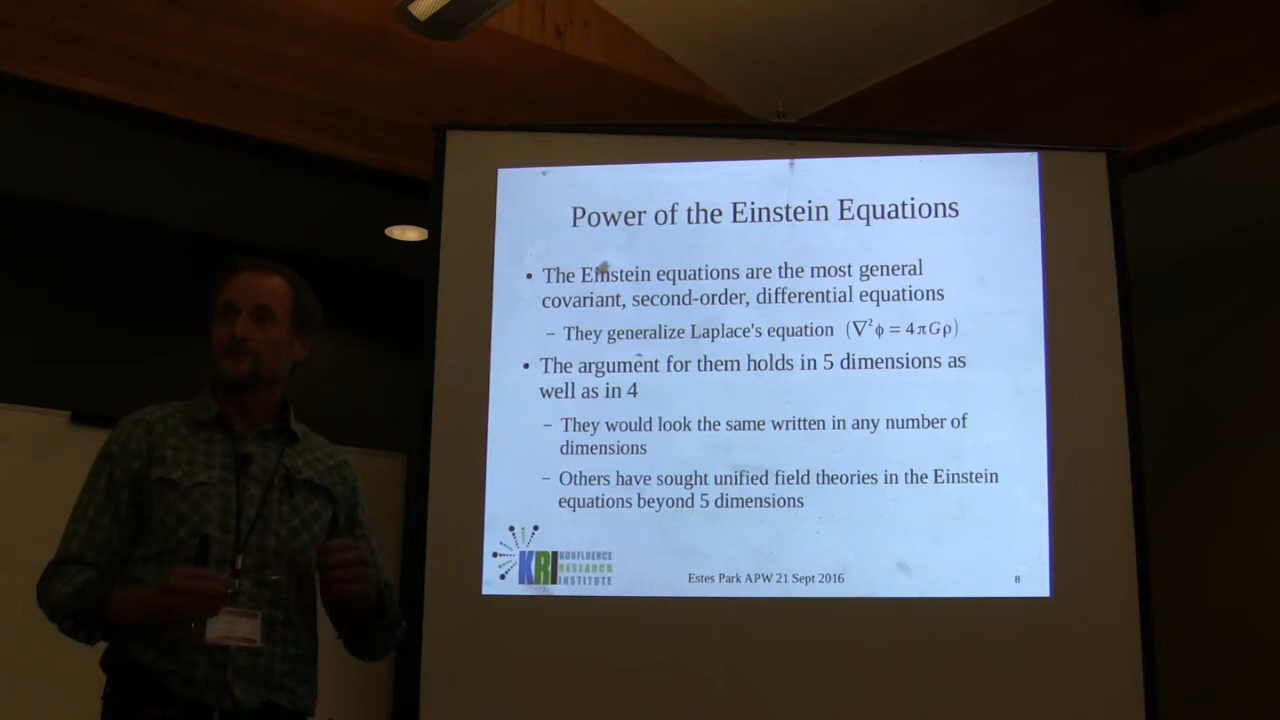 Power of the Einstein Equations
• The Einstein equations are the most general
covariant, second-order, differential equations
– They generalize Laplace's equation (∇²ϕ = 4πGρ)
• The argument for them holds in 5 dimensions as
well as in 4
– They would look the same written in any number of
dimensions
– Others have sought unified field theories in the Einstein
equations beyond 5 dimensions
KRI
KONFLUENCE
RESEARCH
INSTITUTE
Estes Park APW 21 Sept 2016
8